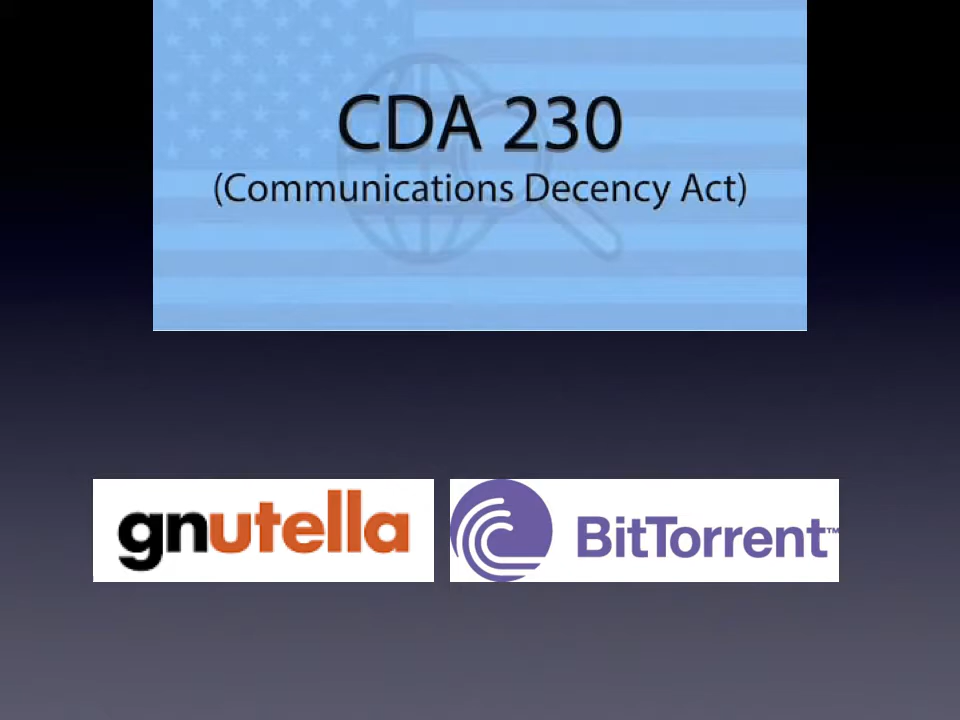 CDA 230
(Communications Decency Act)
gnutella
BitTorrent™